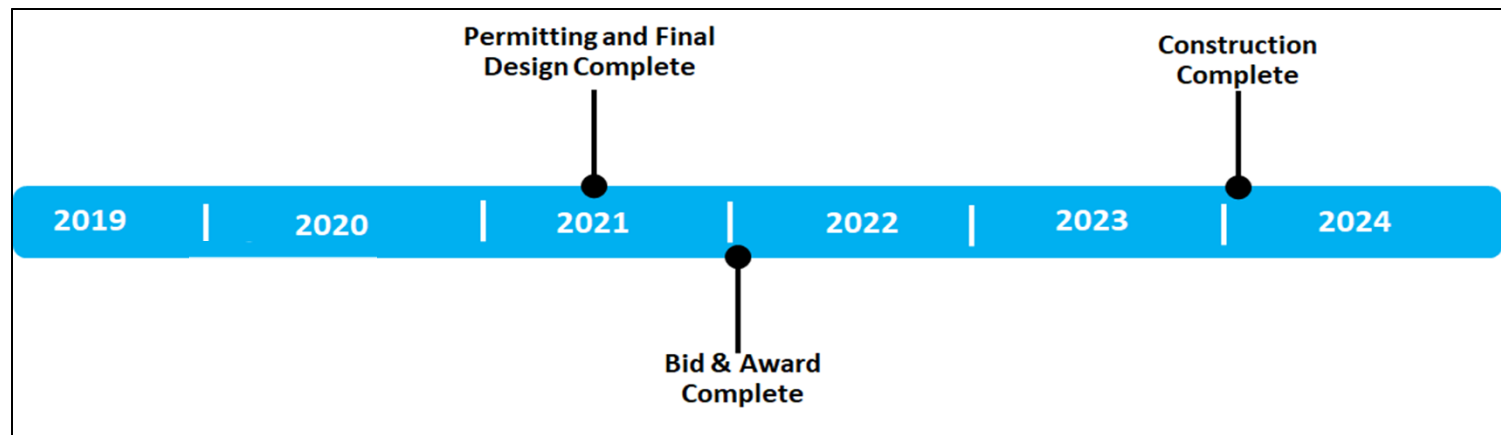 Permitting and Final
Design Complete
Construction
Complete
2019
2020
2021
2022
2023
2024
Bid & Award
Complete